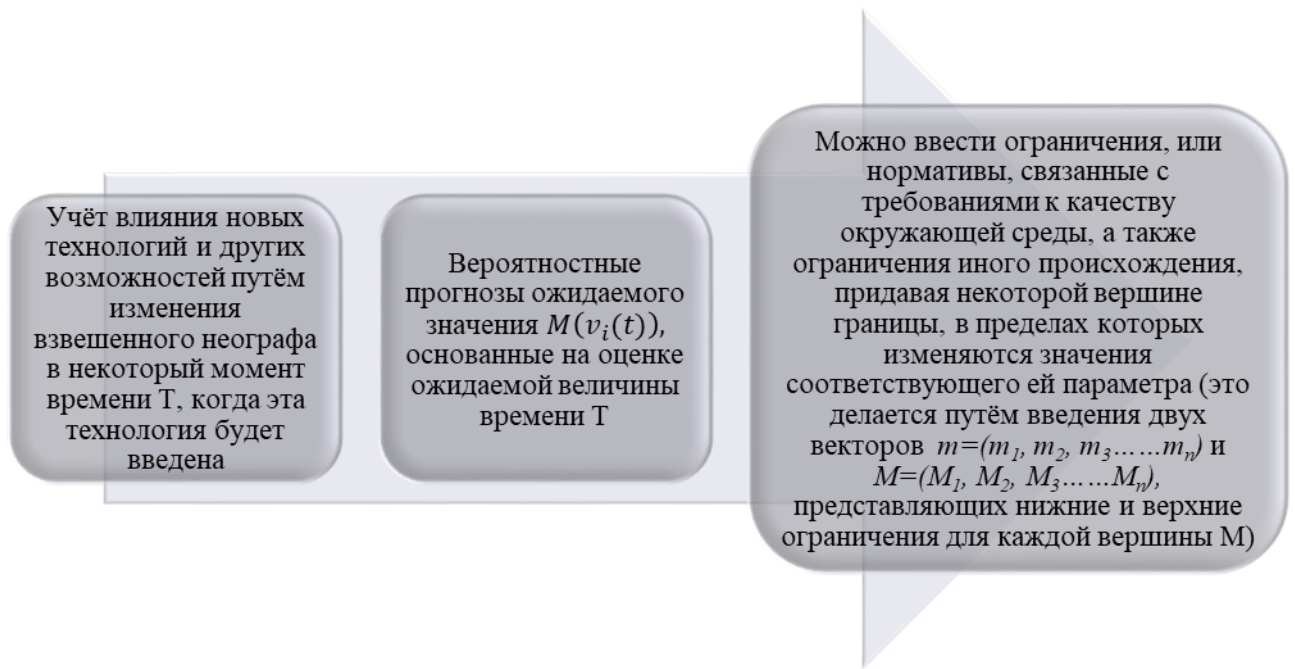 Учёт влияния новых
технологий и других
возможностей путём
изменения
взвешенного неографа
в некоторый момент
времени Т, когда эта
технология будет
введена
Вероятностные
прогнозы ожидаемого
значения M(vᵢ(t)),
основанные на оценке
ожидаемой величины
времени Т
Можно ввести ограничения, или
нормативы, связанные с
требованиями к качеству
окружающей среды, а также
ограничения иного происхождения,
придавая некоторой вершине
границы, в пределах которых
изменяются значения
соответствующего ей параметра (это
делается путём введения двух
векторов m=(m₁, m₂, m₃……mₙ) и
M=(M₁, M₂, M₃……Mₙ),
представляющих нижние и верхние
ограничения для каждой вершины М)